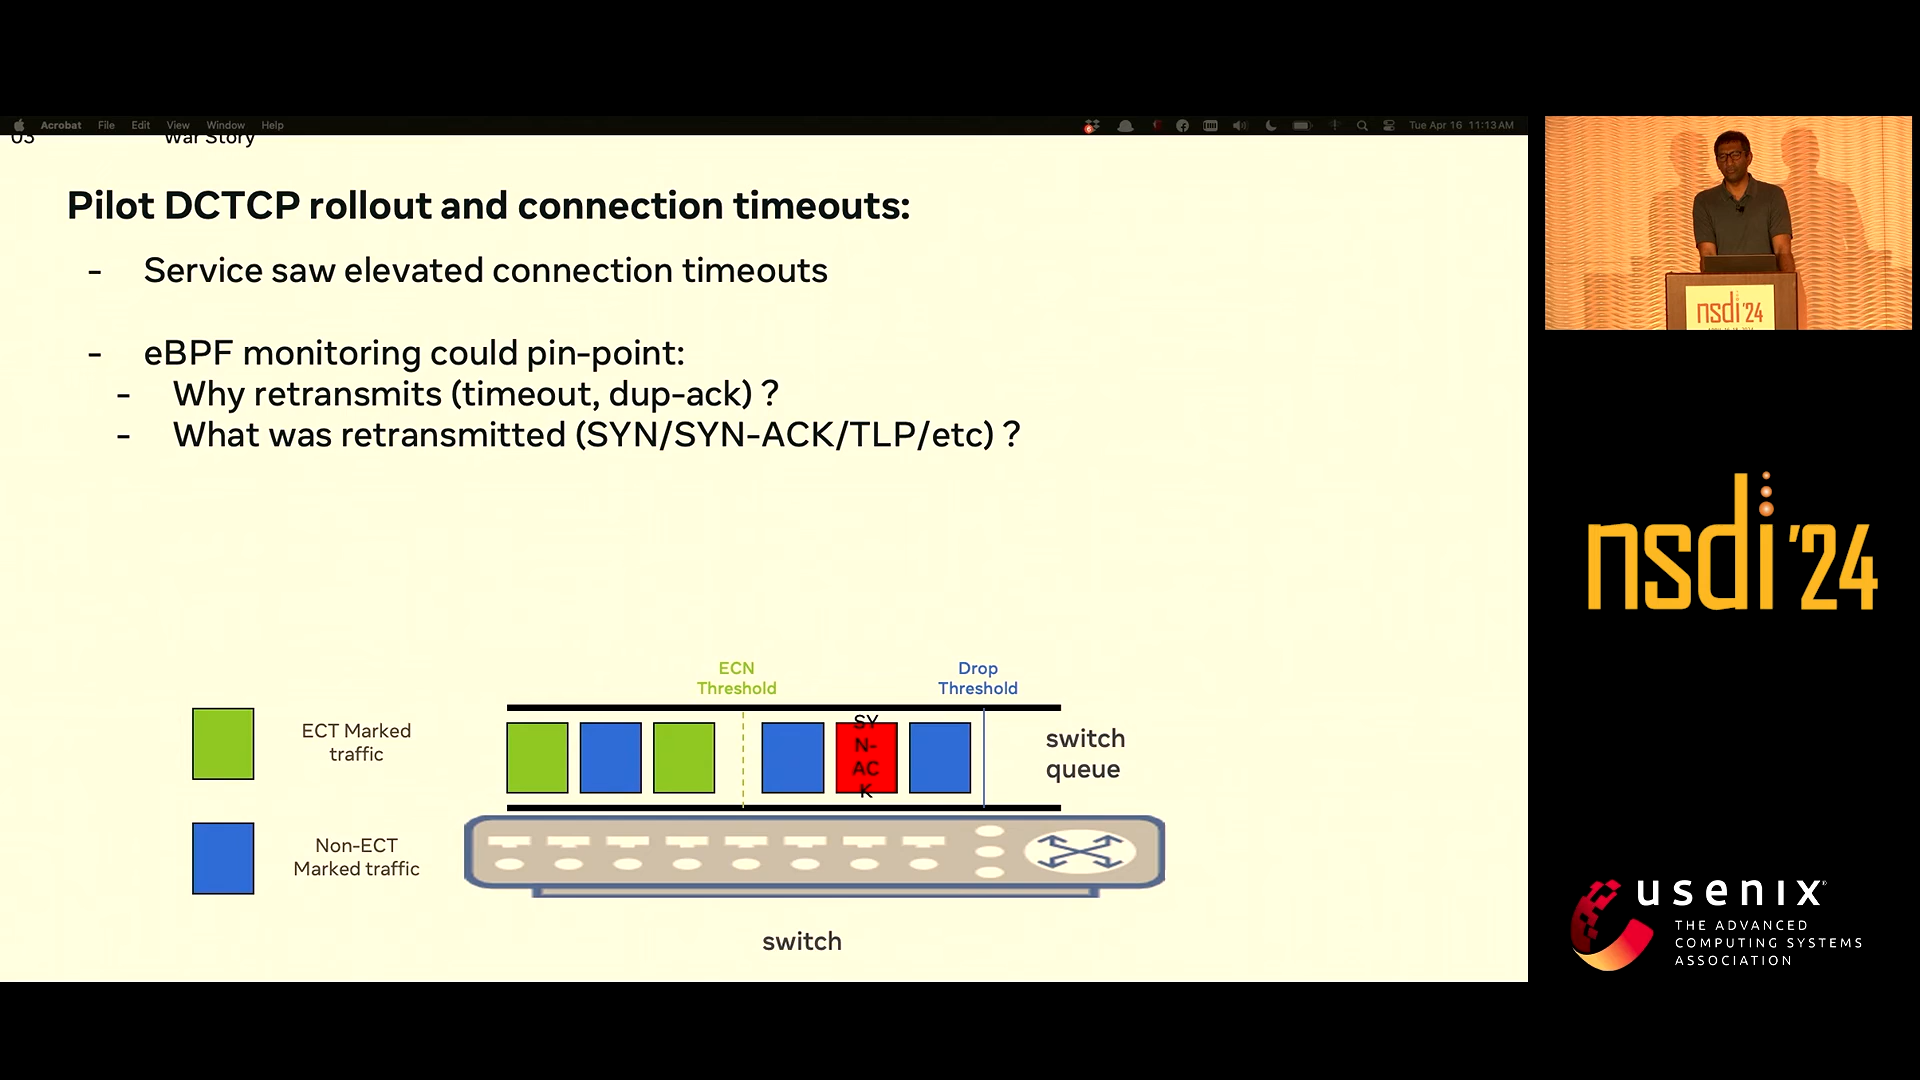 Acrobat File Edit View Window Help
Tue Apr 16 11:13 AM
03 War Story
Pilot DCTCP rollout and connection timeouts:
- Service saw elevated connection timeouts
- eBPF monitoring could pin-point:
- Why retransmits (timeout, dup-ack) ?
- What was retransmitted (SYN/SYN-ACK/TLP/etc) ?
ECN
Threshold
Drop
Threshold
ECT Marked
traffic
SY
N-
AC
K
switch
queue
Non-ECT
Marked traffic
switch
nsdi '24
nsdi '24
usenix
THE ADVANCED
COMPUTING SYSTEMS
ASSOCIATION